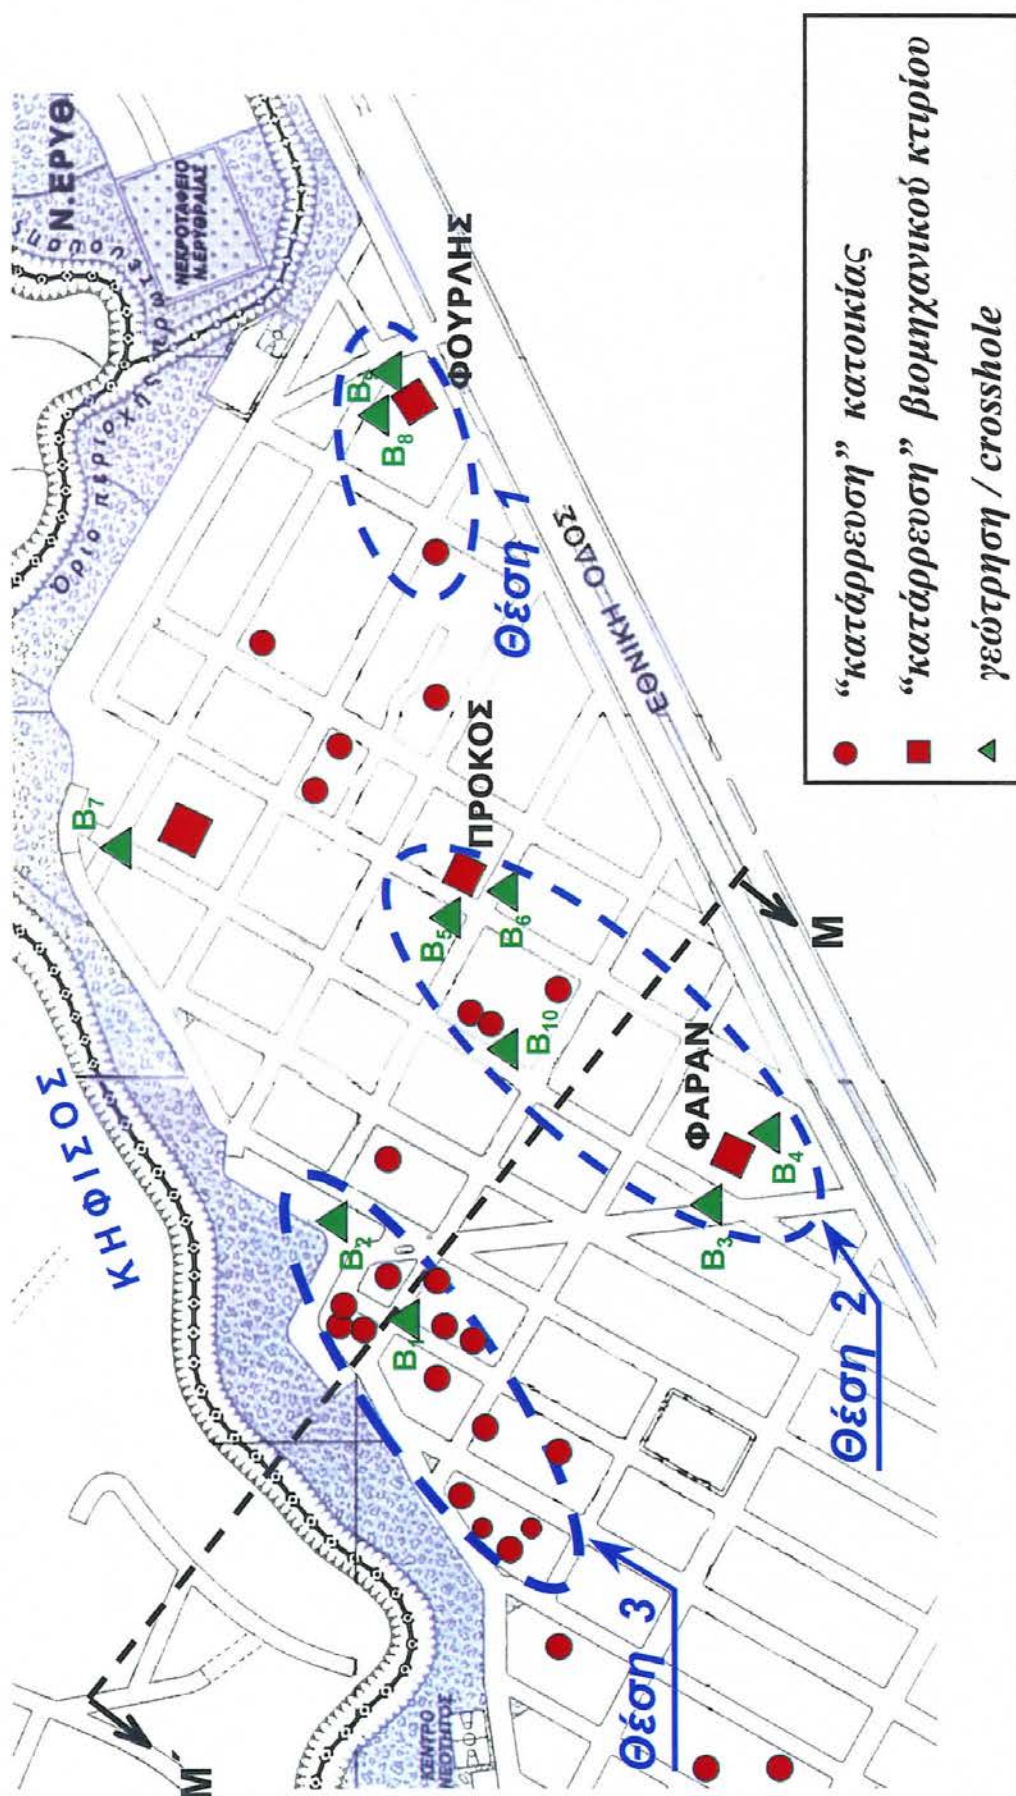 ΚΗΦΙΣΟΣ
Ν.ΕΡΥΘ
ΝΕΚΡΟΤΑΦΕΙΟ
Ν.ΕΡΥΘΡΑΙΑΣ
Όριο περιοχής
ΚΕΝΤΡΟ
ΝΕΟΤΗΤΟΣ
B7
B2
B1
B5
B6
B10
B3
B4
B8
B9
ΦΟΥΡΛΗΣ
ΠΡΟΚΟΣ
ΦΑΡΑΝ
Θέση 1
Θέση 2
Θέση 3
ΕΘΝΙΚΗ ΟΔΟΣ
M
M
“κατάρρευση” κατοικίας
“κατάρρευση” βιομηχανικού κτιρίου
γεώτρηση / crosshole